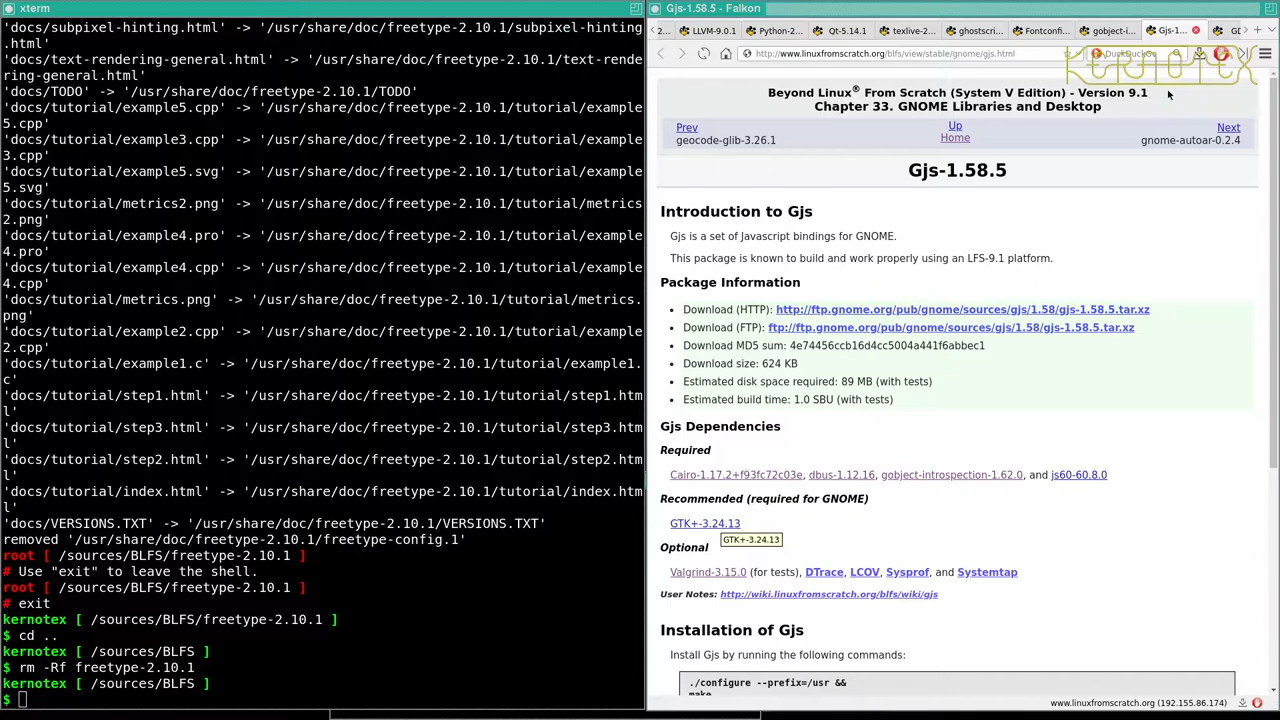 xterm
'docs/subpixel-hinting.html' -> '/usr/share/doc/freetype-2.10.1/subpixel-hinting
.html'
'docs/text-rendering-general.html' -> '/usr/share/doc/freetype-2.10.1/text-rende
ring-general.html'
'docs/TODO' -> '/usr/share/doc/freetype-2.10.1/TODO'
'docs/tutorial/example5.cpp' -> '/usr/share/doc/freetype-2.10.1/tutorial/example
5.cpp'
'docs/tutorial/example3.cpp' -> '/usr/share/doc/freetype-2.10.1/tutorial/example
3.cpp'
'docs/tutorial/example5.svg' -> '/usr/share/doc/freetype-2.10.1/tutorial/example
5.svg'
'docs/tutorial/metrics2.png' -> '/usr/share/doc/freetype-2.10.1/tutorial/metrics
2.png'
'docs/tutorial/example4.pro' -> '/usr/share/doc/freetype-2.10.1/tutorial/example
4.pro'
'docs/tutorial/example4.cpp' -> '/usr/share/doc/freetype-2.10.1/tutorial/example
4.cpp'
'docs/tutorial/metrics.png' -> '/usr/share/doc/freetype-2.10.1/tutorial/metrics.
png'
'docs/tutorial/example2.cpp' -> '/usr/share/doc/freetype-2.10.1/tutorial/example
2.cpp'
'docs/tutorial/example1.c' -> '/usr/share/doc/freetype-2.10.1/tutorial/example1.
c'
'docs/tutorial/step1.html' -> '/usr/share/doc/freetype-2.10.1/tutorial/step1.htm
l'
'docs/tutorial/step3.html' -> '/usr/share/doc/freetype-2.10.1/tutorial/step3.htm
l'
'docs/tutorial/step2.html' -> '/usr/share/doc/freetype-2.10.1/tutorial/step2.htm
l'
'docs/tutorial/index.html' -> '/usr/share/doc/freetype-2.10.1/tutorial/index.htm
l'
'docs/VERSIONS.TXT' -> '/usr/share/doc/freetype-2.10.1/VERSIONS.TXT'
removed '/usr/share/doc/freetype-2.10.1/freetype-config.1'
root [ /sources/BLFS/freetype-2.10.1 ]
# Use "exit" to leave the shell.
root [ /sources/BLFS/freetype-2.10.1 ]
# exit
kernotex [ /sources/BLFS/freetype-2.10.1 ]
$ cd ..
kernotex [ /sources/BLFS ]
$ rm -Rf freetype-2.10.1
kernotex [ /sources/BLFS ]
$
Gjs-1.58.5 - Falkon
2... LLVM-9.0.1 Python-2... Qt-5.14.1 texlive-2... ghostscri... Fontconfi... gobject-i... Gjs-1... GD
http://www.linuxfromscratch.org/blfs/view/stable/gnome/gjs.html DuckDuckGo
KERNOTEX
Beyond Linux® From Scratch (System V Edition) - Version 9.1
Chapter 33. GNOME Libraries and Desktop
Prev Up Next
geocode-glib-3.26.1 Home gnome-autoar-0.2.4
Gjs-1.58.5
Introduction to Gjs
Gjs is a set of Javascript bindings for GNOME.
This package is known to build and work properly using an LFS-9.1 platform.
Package Information
• Download (HTTP): http://ftp.gnome.org/pub/gnome/sources/gjs/1.58/gjs-1.58.5.tar.xz
• Download (FTP): ftp://ftp.gnome.org/pub/gnome/sources/gjs/1.58/gjs-1.58.5.tar.xz
• Download MD5 sum: 4e74456ccb16d4cc5004a441f6abbec1
• Download size: 624 KB
• Estimated disk space required: 89 MB (with tests)
• Estimated build time: 1.0 SBU (with tests)
Gjs Dependencies
Required
Cairo-1.17.2+f93fc72c03e, dbus-1.12.16, gobject-introspection-1.62.0, and js60-60.8.0
Recommended (required for GNOME)
GTK+-3.24.13
GTK+-3.24.13
Optional
Valgrind-3.15.0 (for tests), DTrace, LCOV, Sysprof, and Systemtap
User Notes: http://wiki.linuxfromscratch.org/blfs/wiki/gjs
Installation of Gjs
Install Gjs by running the following commands:
./configure --prefix=/usr &&
make
www.linuxfromscratch.org (192.155.86.174)